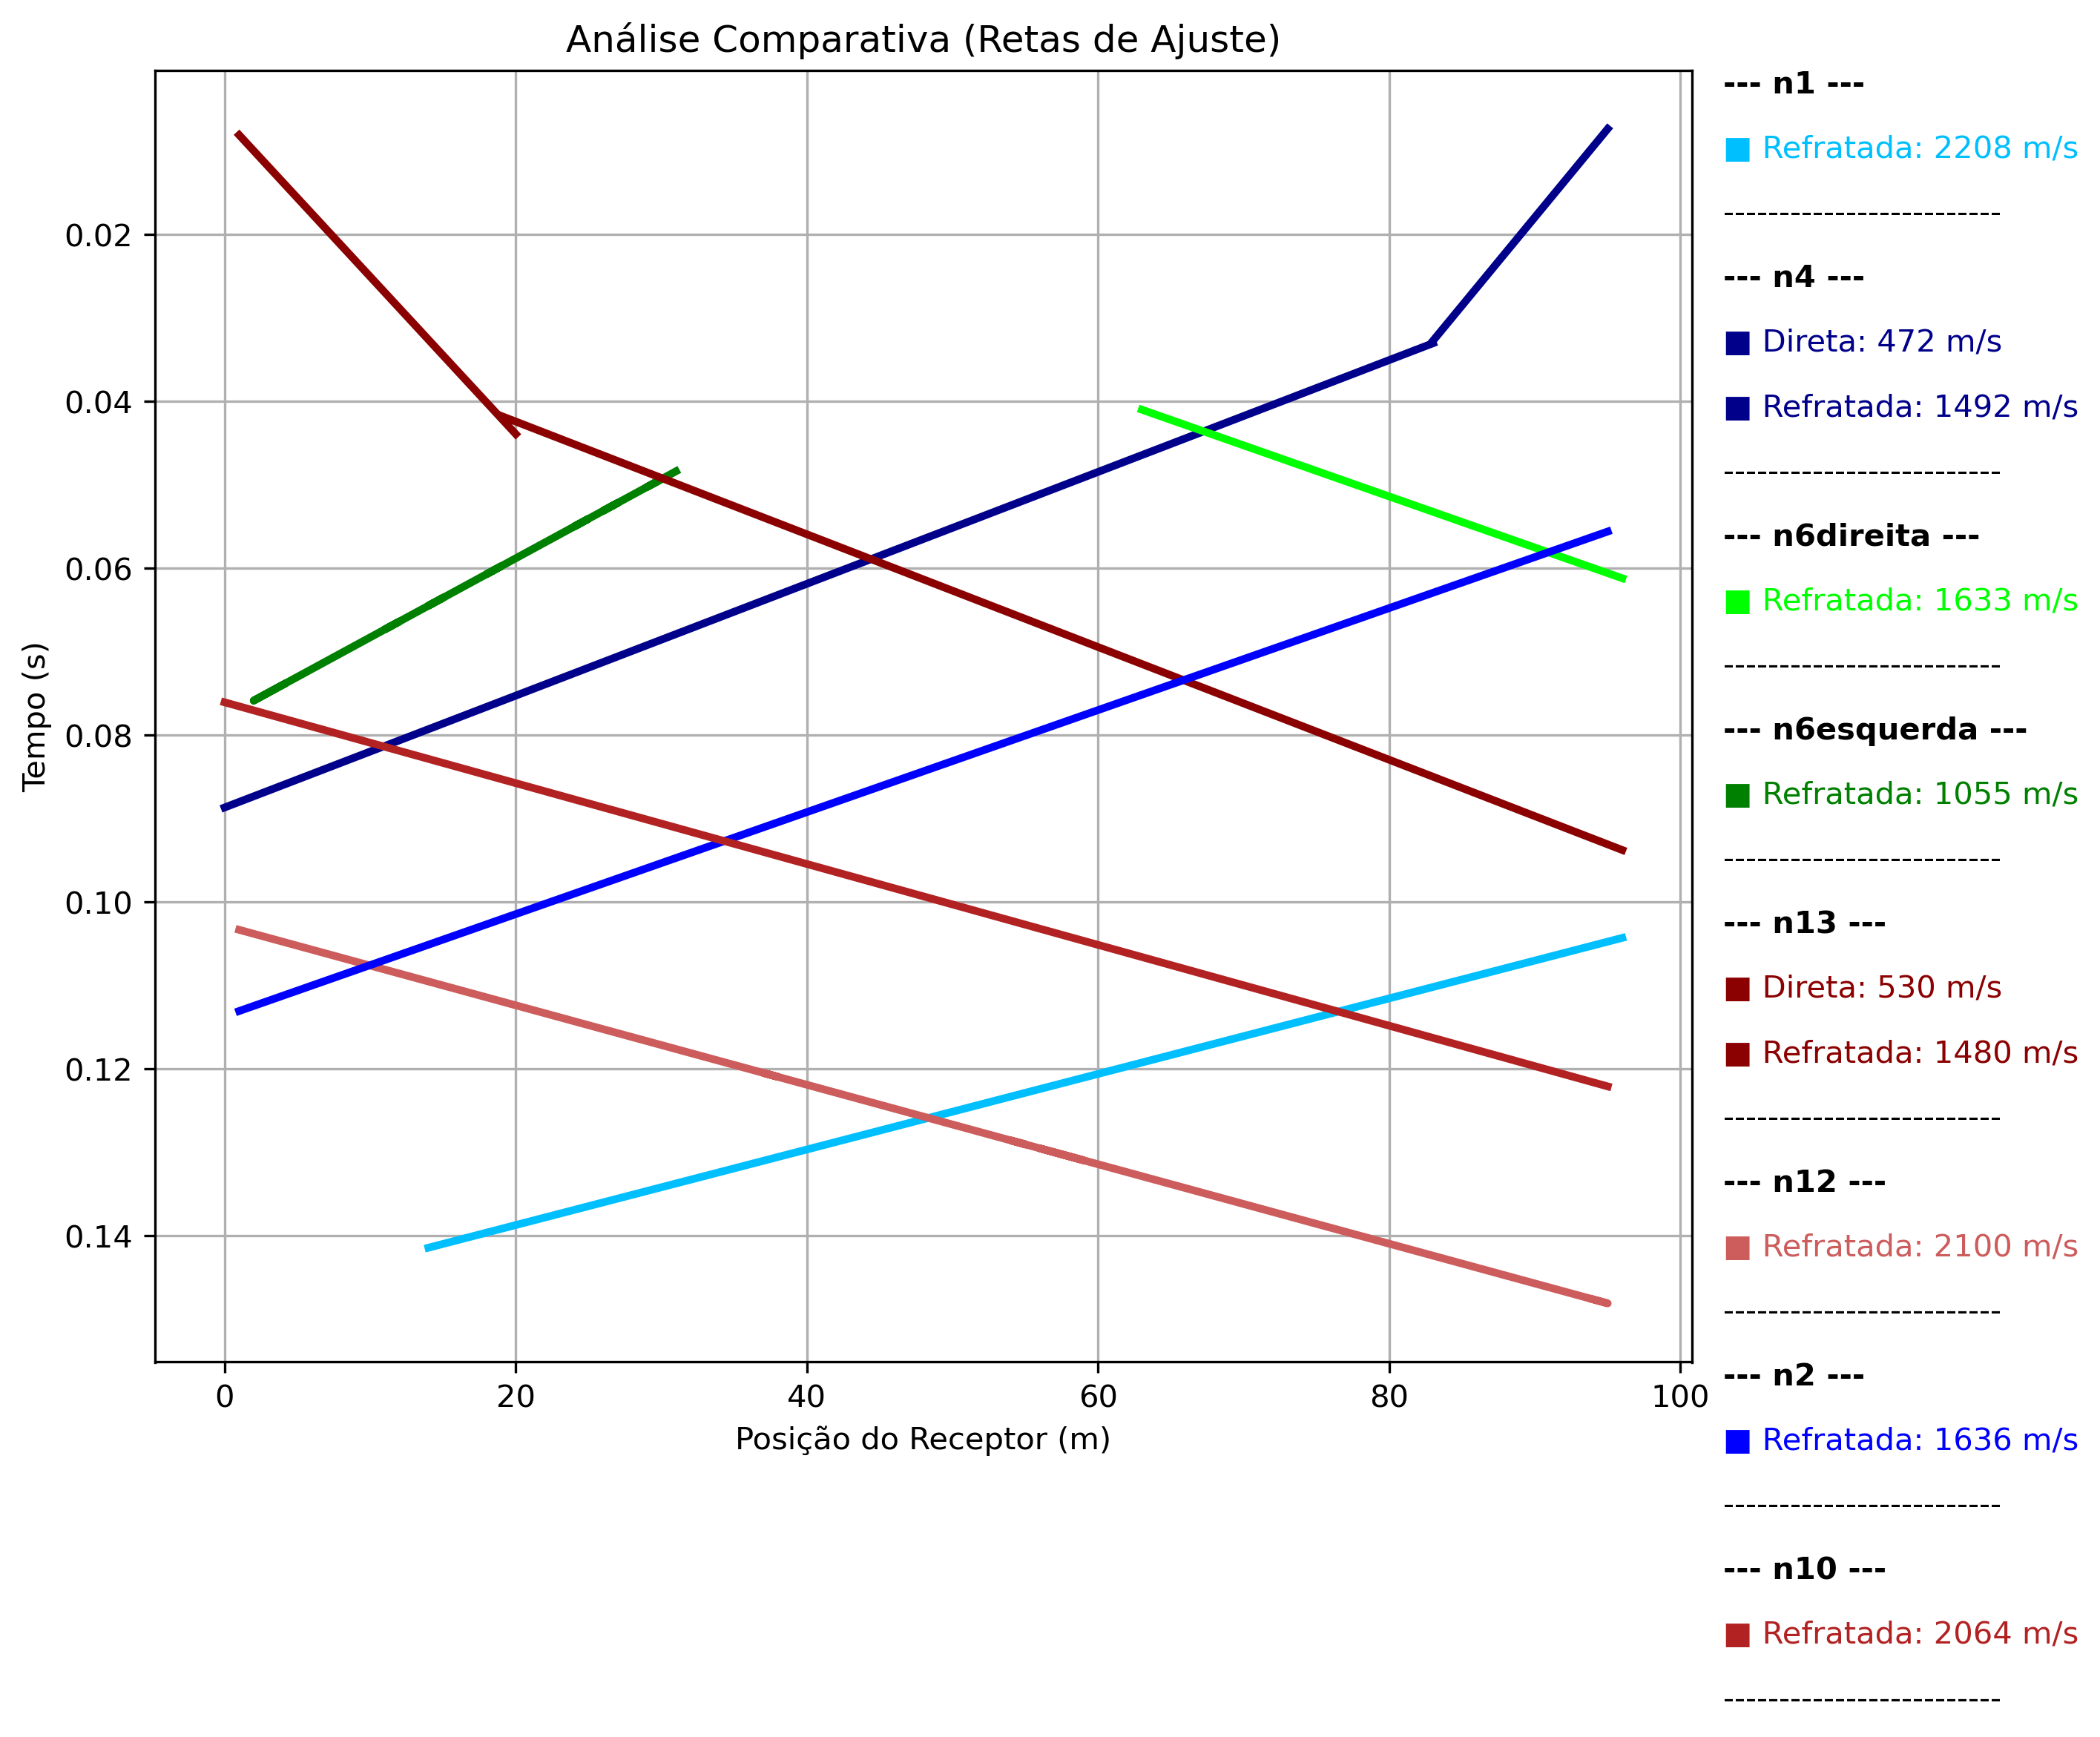 Análise Comparativa (Retas de Ajuste)
Tempo (s)
0.02
0.04
0.06
0.08
0.10
0.12
0.14
0 20 40 60 80 100
Posição do Receptor (m)
--- n1 ---
■ Refratada: 2208 m/s
-------------------------
--- n4 ---
■ Direta: 472 m/s
■ Refratada: 1492 m/s
-------------------------
--- n6direita ---
■ Refratada: 1633 m/s
-------------------------
--- n6esquerda ---
■ Refratada: 1055 m/s
-------------------------
--- n13 ---
■ Direta: 530 m/s
■ Refratada: 1480 m/s
-------------------------
--- n12 ---
■ Refratada: 2100 m/s
-------------------------
--- n2 ---
■ Refratada: 1636 m/s
-------------------------
--- n10 ---
■ Refratada: 2064 m/s
-------------------------